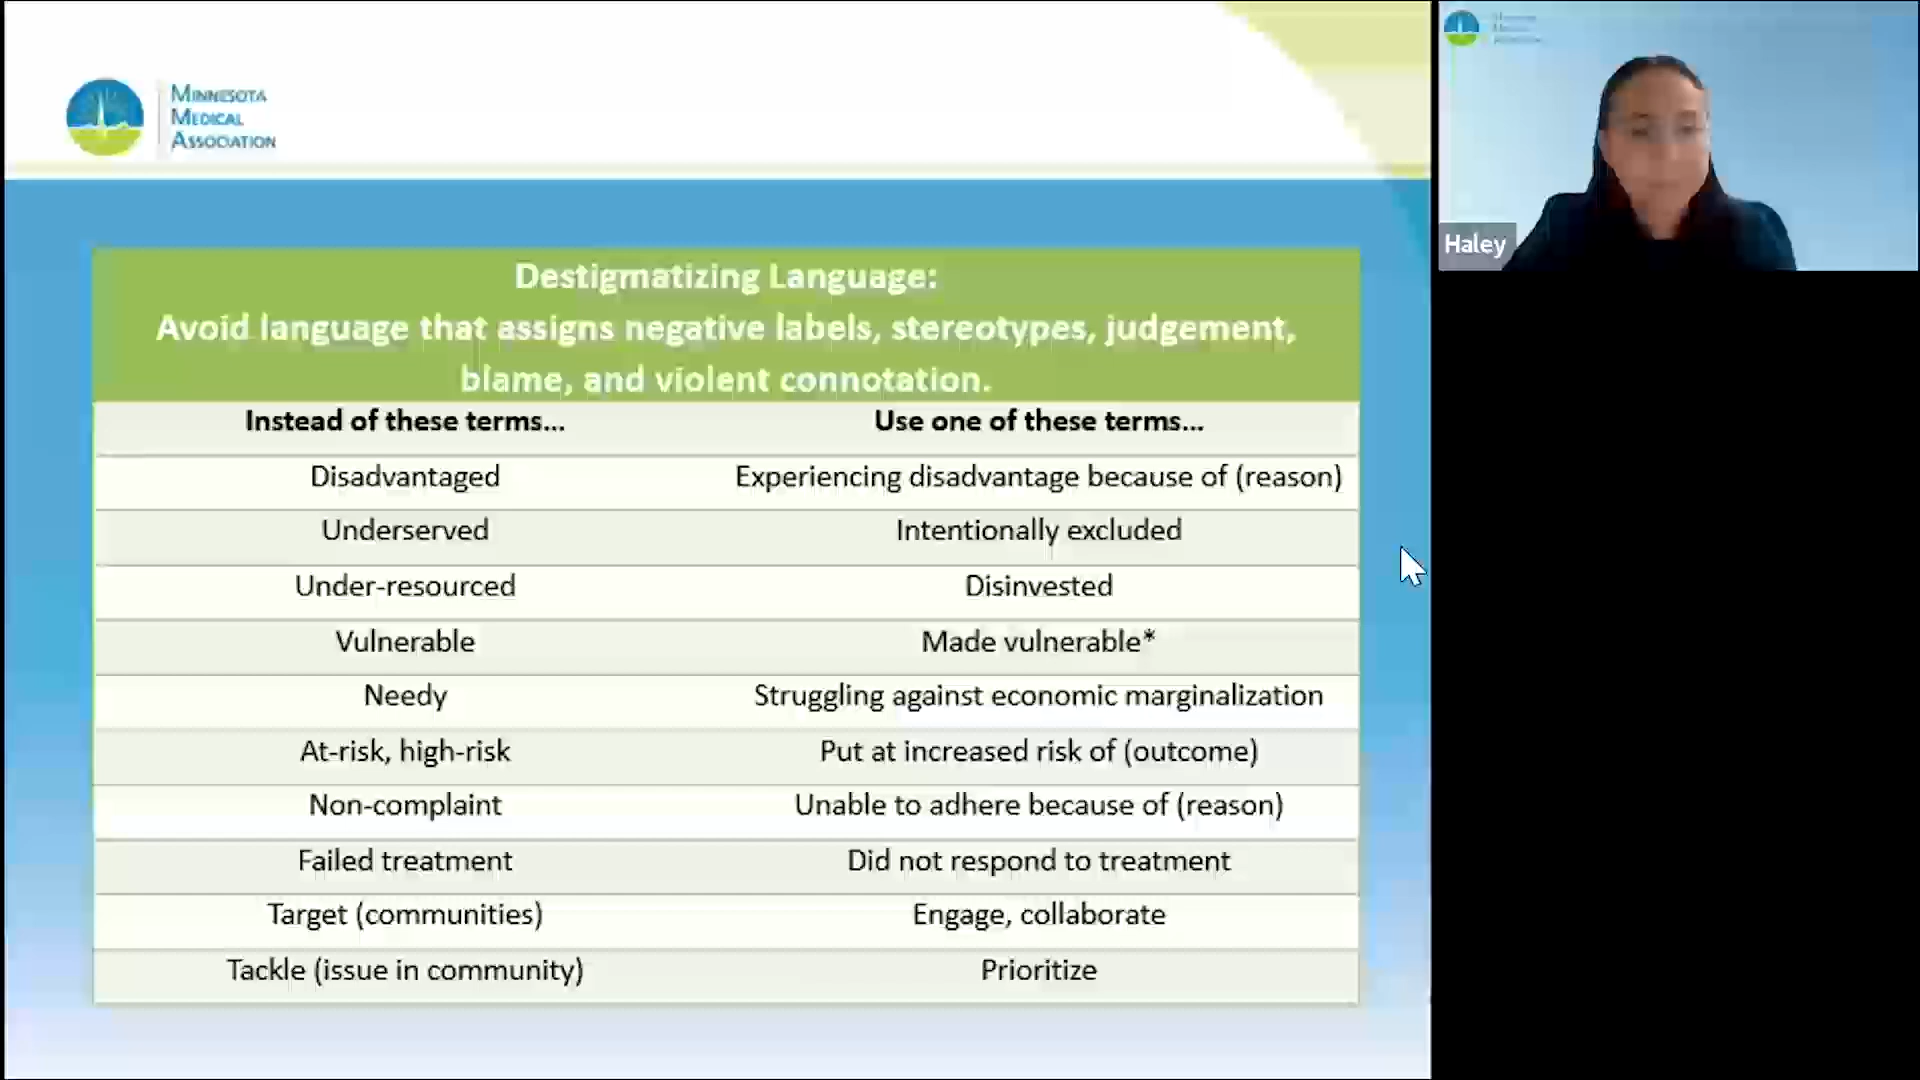 MINNESOTA
MEDICAL
ASSOCIATION
Destigmatizing Language:
Avoid language that assigns negative labels, stereotypes, judgement,
blame, and violent connotation.
Instead of these terms... Use one of these terms...
Disadvantaged Experiencing disadvantage because of (reason)
Underserved Intentionally excluded
Under-resourced Disinvested
Vulnerable Made vulnerable*
Needy Struggling against economic marginalization
At-risk, high-risk Put at increased risk of (outcome)
Non-complaint Unable to adhere because of (reason)
Failed treatment Did not respond to treatment
Target (communities) Engage, collaborate
Tackle (issue in community) Prioritize
Haley